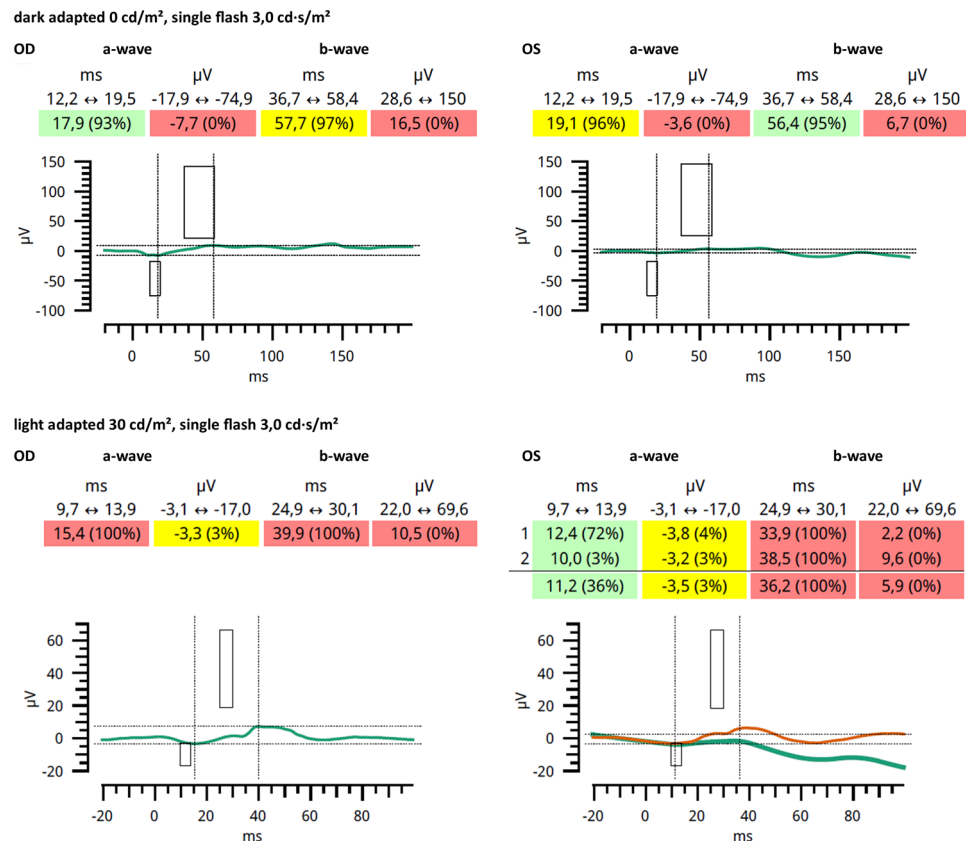 dark adapted 0 cd/m², single flash 3,0 cd·s/m²
OD a-wave b-wave
ms µV ms µV
12,2 ↔ 19,5 -17,9 ↔ -74,9 36,7 ↔ 58,4 28,6 ↔ 150
17,9 (93%) -7,7 (0%) 57,7 (97%) 16,5 (0%)
150
100
50
0
-50
-100
µV
0 50 100 150
ms
OS a-wave b-wave
ms µV ms µV
12,2 ↔ 19,5 -17,9 ↔ -74,9 36,7 ↔ 58,4 28,6 ↔ 150
19,1 (96%) -3,6 (0%) 56,4 (95%) 6,7 (0%)
150
100
50
0
-50
-100
µV
0 50 100 150
ms
light adapted 30 cd/m², single flash 3,0 cd·s/m²
OD a-wave b-wave
ms µV ms µV
9,7 ↔ 13,9 -3,1 ↔ -17,0 24,9 ↔ 30,1 22,0 ↔ 69,6
15,4 (100%) -3,3 (3%) 39,9 (100%) 10,5 (0%)
60
40
20
0
-20
µV
-20 0 20 40 60 80
ms
OS a-wave b-wave
ms µV ms µV
9,7 ↔ 13,9 -3,1 ↔ -17,0 24,9 ↔ 30,1 22,0 ↔ 69,6
1 12,4 (72%) -3,8 (4%) 33,9 (100%) 2,2 (0%)
2 10,0 (3%) -3,2 (3%) 38,5 (100%) 9,6 (0%)
11,2 (36%) -3,5 (3%) 36,2 (100%) 5,9 (0%)
60
40
20
0
-20
µV
-20 0 20 40 60 80
ms